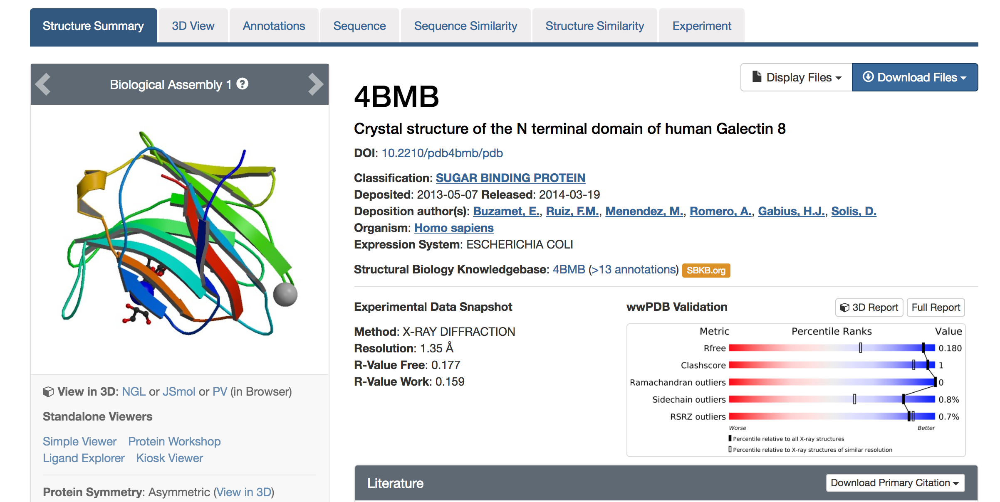 Structure Summary 3D View Annotations Sequence Sequence Similarity Structure Similarity Experiment
Biological Assembly 1 ?
View in 3D: NGL or JSmol or PV (in Browser)
Standalone Viewers
Simple Viewer Protein Workshop
Ligand Explorer Kiosk Viewer
Protein Symmetry: Asymmetric (View in 3D)
Display Files Download Files
4BMB
Crystal structure of the N terminal domain of human Galectin 8
DOI: 10.2210/pdb4bmb/pdb
Classification: SUGAR BINDING PROTEIN
Deposited: 2013-05-07 Released: 2014-03-19
Deposition author(s): Buzamet, E., Ruiz, F.M., Menendez, M., Romero, A., Gabius, H.J., Solis, D.
Organism: Homo sapiens
Expression System: ESCHERICHIA COLI
Structural Biology Knowledgebase: 4BMB (>13 annotations) SBKB.org
Experimental Data Snapshot
Method: X-RAY DIFFRACTION
Resolution: 1.35 Å
R-Value Free: 0.177
R-Value Work: 0.159
wwPDB Validation 3D Report Full Report
Metric Percentile Ranks Value
Rfree 0.180
Clashscore 1
Ramachandran outliers 0
Sidechain outliers 0.8%
RSRZ outliers 0.7%
Worse Better
Percentile relative to all X-ray structures
Percentile relative to X-ray structures of similar resolution
Literature Download Primary Citation